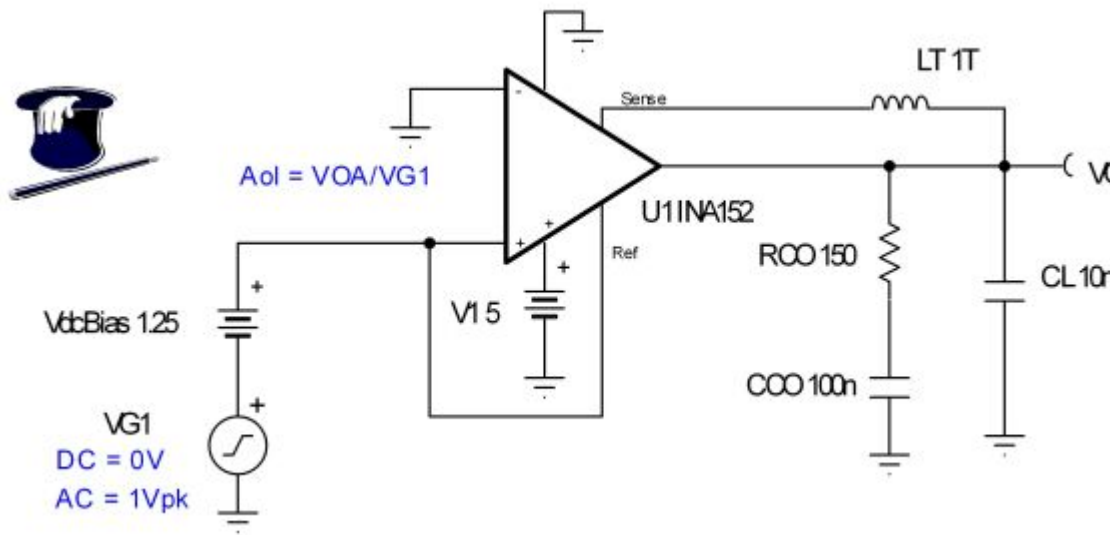 LT 1T
Sense
-
Aol = VOA/VG1
U1 INA152
+
+
+
Ref
RCO 150
+
CL 10n
VdcBias 1.25
V1 5
CCO 100n
+
VG1
DC = 0V
AC = 1Vpk